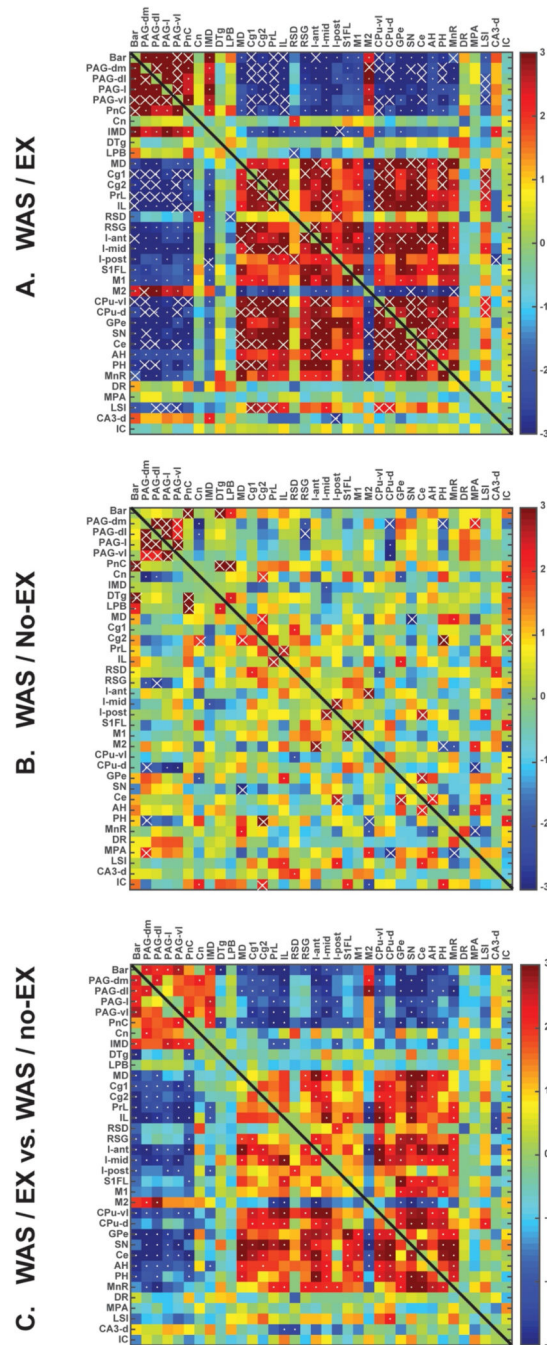 A. WAS / EX
Bar PAG-dm PAG-dl PAG-l PAG-vl PnC Cn IMD DTg LPB MD Cg1 Cg2 PrL IL RSD RSG I-ant I-mid I-post S1FL M1 M2 CPu-vl CPu-d GPe SN Ce AH PH MnR DR MPA LSI CA3-d IC
Bar
PAG-dm
PAG-dl
PAG-l
PAG-vl
PnC
Cn
IMD
DTg
LPB
MD
Cg1
Cg2
PrL
IL
RSD
RSG
I-ant
I-mid
I-post
S1FL
M1
M2
CPu-vl
CPu-d
GPe
SN
Ce
AH
PH
MnR
DR
MPA
LSI
CA3-d
IC
3
2
1
0
-1
-2
-3
B. WAS / No-EX
Bar PAG-dm PAG-dl PAG-l PAG-vl PnC Cn IMD DTg LPB MD Cg1 Cg2 PrL IL RSD RSG I-ant I-mid I-post S1FL M1 M2 CPu-vl CPu-d GPe SN Ce AH PH MnR DR MPA LSI CA3-d IC
Bar
PAG-dm
PAG-dl
PAG-l
PAG-vl
PnC
Cn
IMD
DTg
LPB
MD
Cg1
Cg2
PrL
IL
RSD
RSG
I-ant
I-mid
I-post
S1FL
M1
M2
CPu-vl
CPu-d
GPe
SN
Ce
AH
PH
MnR
DR
MPA
LSI
CA3-d
IC
3
2
1
0
-1
-2
-3
C. WAS / EX vs. WAS / no-EX
Bar PAG-dm PAG-dl PAG-l PAG-vl PnC Cn IMD DTg LPB MD Cg1 Cg2 PrL IL RSD RSG I-ant I-mid I-post S1FL M1 M2 CPu-vl CPu-d GPe SN Ce AH PH MnR DR MPA LSI CA3-d IC
Bar
PAG-dm
PAG-dl
PAG-l
PAG-vl
PnC
Cn
IMD
DTg
LPB
MD
Cg1
Cg2
PrL
IL
RSD
RSG
I-ant
I-mid
I-post
S1FL
M1
M2
CPu-vl
CPu-d
GPe
SN
Ce
AH
PH
MnR
DR
MPA
LSI
CA3-d
IC
3
2
1
0
-1
-2
-3